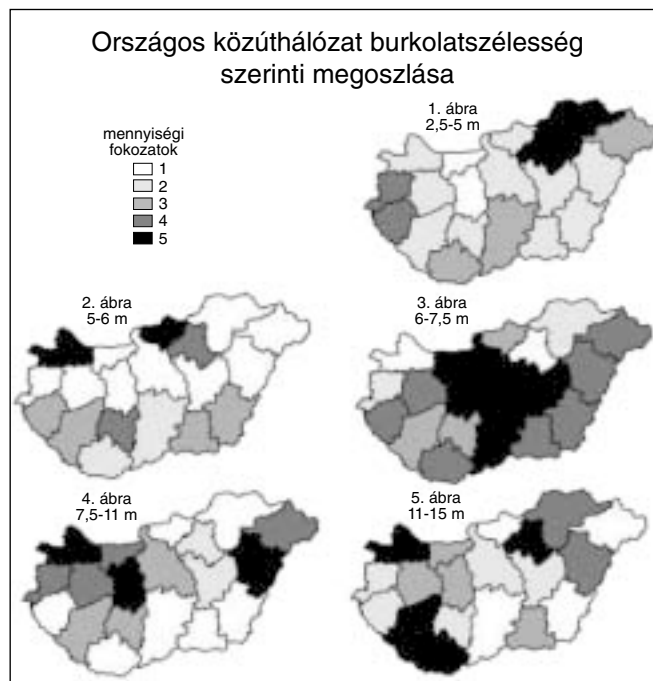 Országos közúthálózat burkolatszélesség
szerinti megoszlása
mennyiségi
fokozatok
1
2
3
4
5
1. ábra
2,5-5 m
2. ábra
5-6 m
3. ábra
6-7,5 m
4. ábra
7,5-11 m
5. ábra
11-15 m